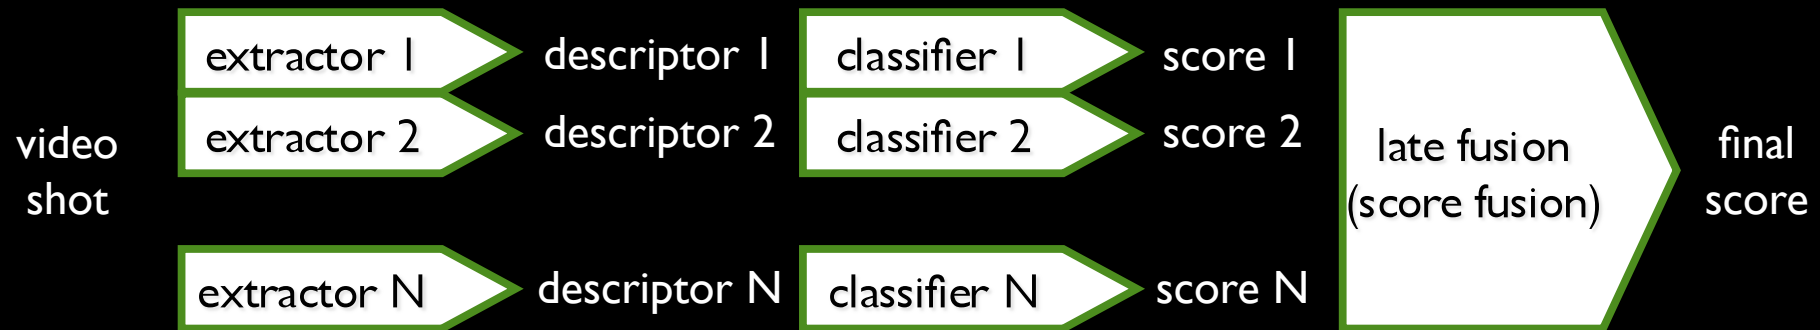 extractor 1
descriptor 1
classifier 1
score 1
extractor 2
descriptor 2
classifier 2
score 2
video
shot
late fusion
(score fusion)
final
score
extractor N
descriptor N
classifier N
score N